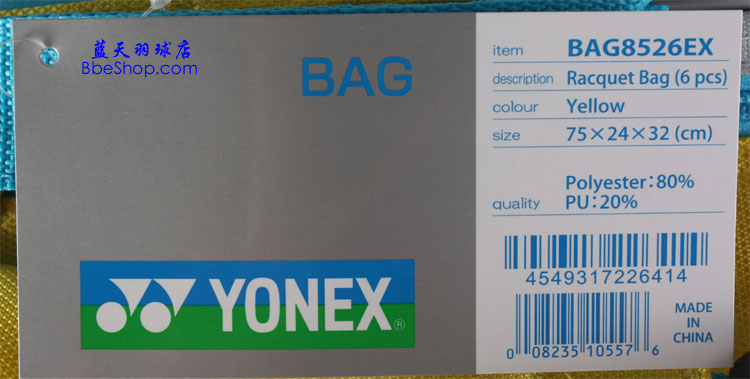 蓝天羽球店
BbeShop.com
BAG
YONEX®
item BAG8526EX
description Racquet Bag (6 pcs)
colour Yellow
size 75×24×32 (cm)
quality Polyester:80%
PU:20%
4549317226414
0 08235 10557 6
MADE
IN
CHINA